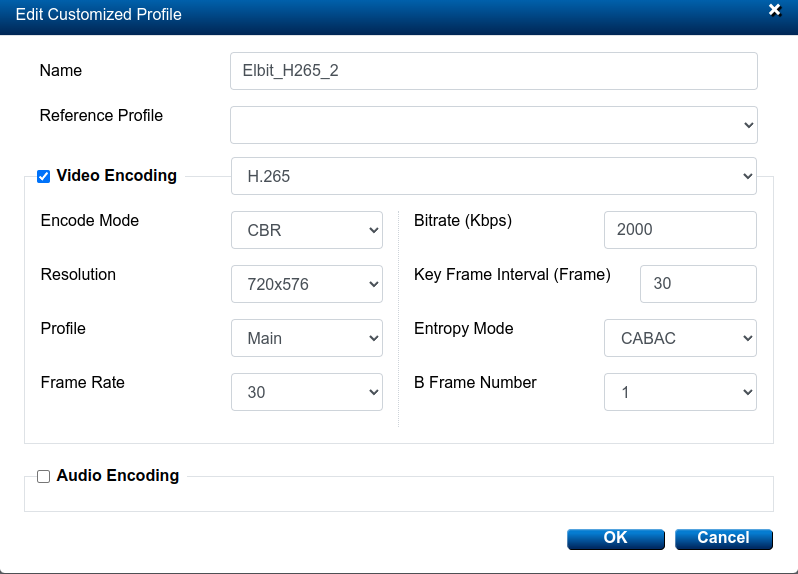 Edit Customized Profile
Name
Elbit_H265_2
Reference Profile
Video Encoding
H.265
Encode Mode
CBR
Bitrate (Kbps)
2000
Resolution
720x576
Key Frame Interval (Frame)
30
Profile
Main
Entropy Mode
CABAC
Frame Rate
30
B Frame Number
1
Audio Encoding
OK
Cancel